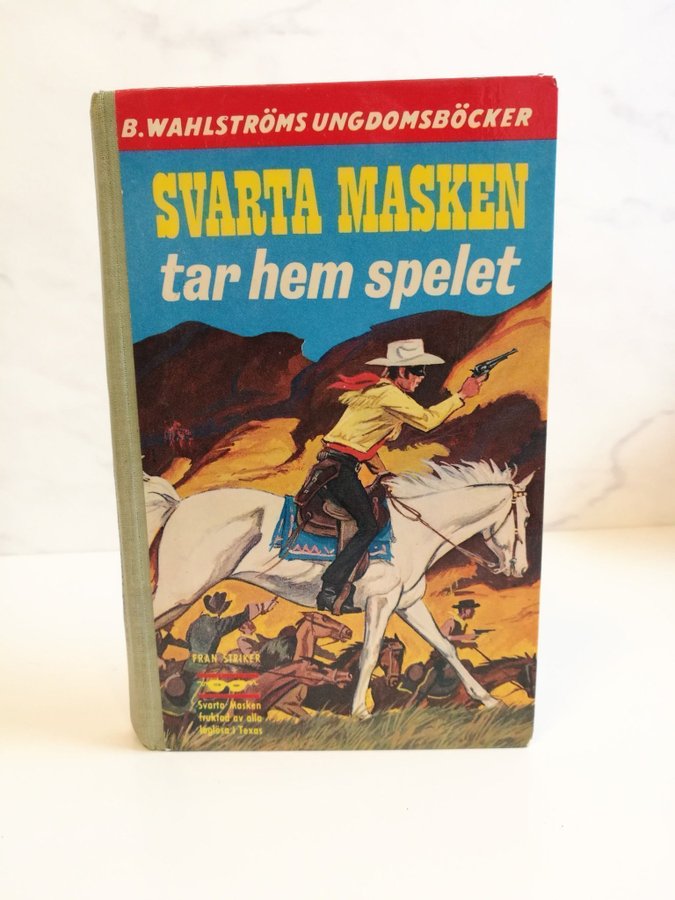 B. WAHLSTRÖMS UNGDOMSBÖCKER
SVARTA MASKEN
tar hem spelet
FRAN STRIKER
Svarta Masken
fruktad av alla
laglösa i Texas